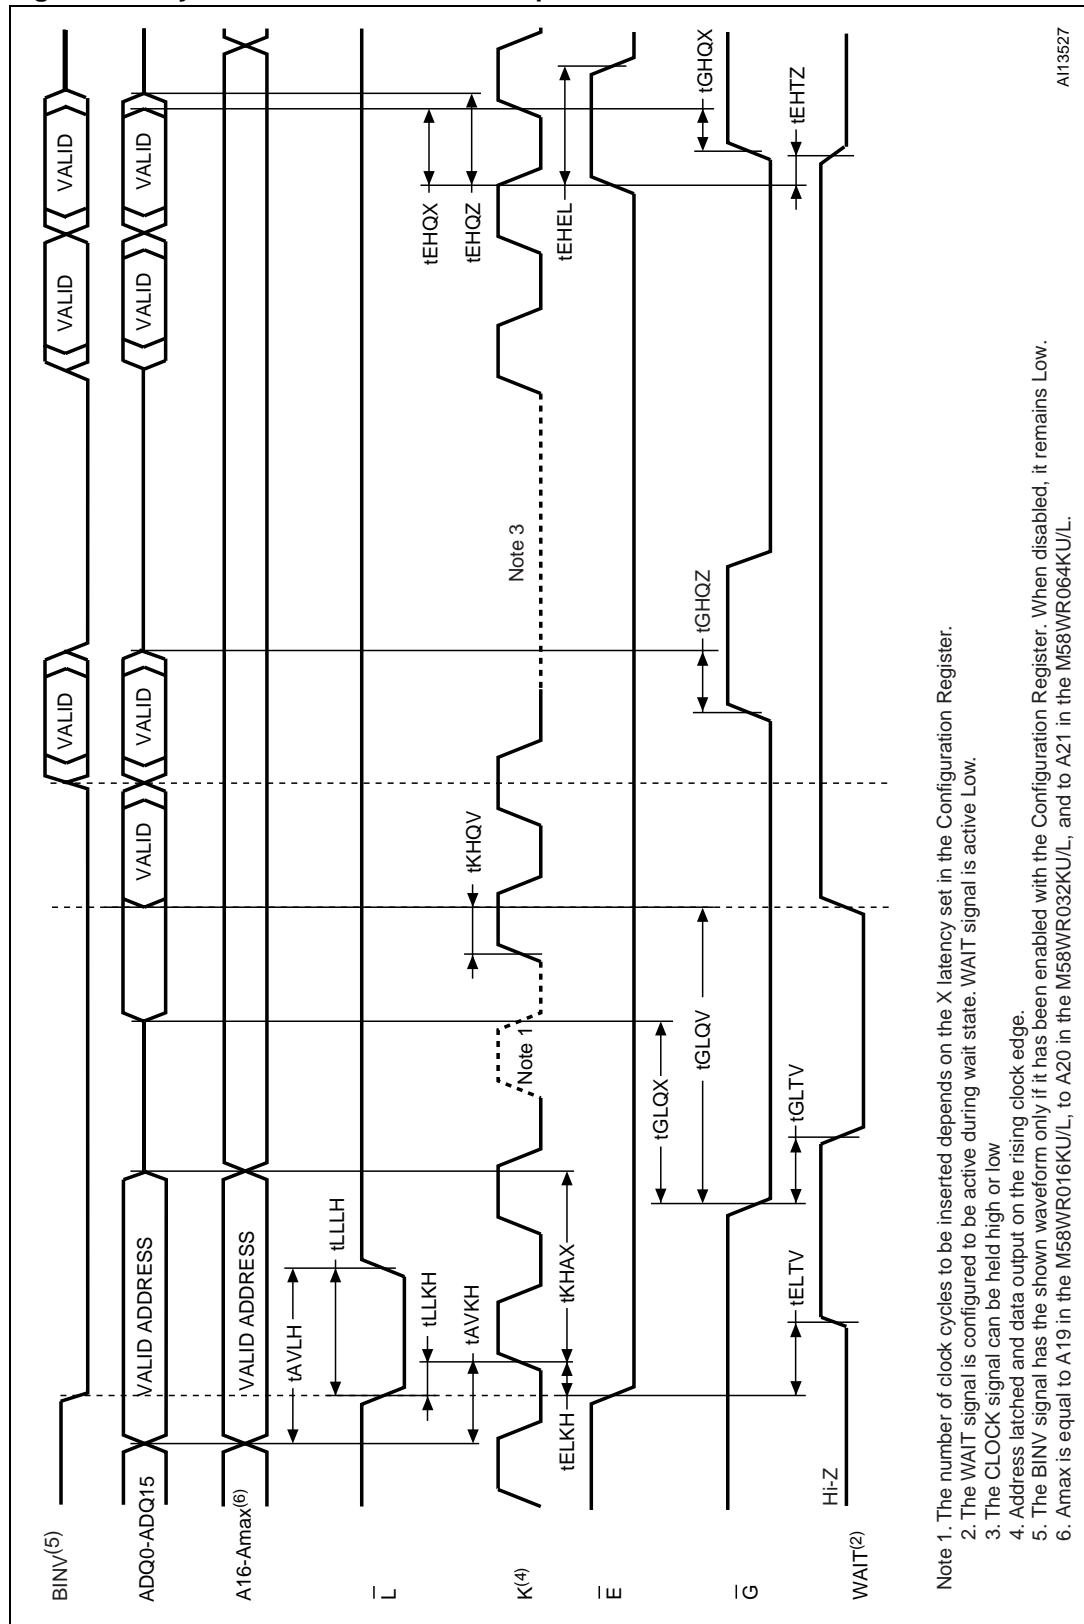 BINV(5)
ADQ0-ADQ15
A16-Amax(6)
L
K(4)
E
G
WAIT(2)
Hi-Z
VALID ADDRESS
VALID
VALID
VALID
VALID
VALID ADDRESS
VALID
VALID
VALID
tAVLH
tLLLH
tLLKH
tAVKH
tELKH
tKHAX
Note 1
tKHQV
Note 3
tEHQX
tEHQZ
tEHEL
tGLQX
tGLQV
tGHQZ
tGHQX
tELTV
tGLTV
tEHTZ
Note 1. The number of clock cycles to be inserted depends on the X latency set in the Configuration Register.
2. The WAIT signal is configured to be active during wait state. WAIT signal is active Low.
3. The CLOCK signal can be held high or low
4. Address latched and data output on the rising clock edge.
5. The BINV signal has the shown waveform only if it has been enabled with the Configuration Register. When disabled, it remains Low.
6. Amax is equal to A19 in the M58WR016KU/L, to A20 in the M58WR032KU/L, and to A21 in the M58WR064KU/L.
AI13527